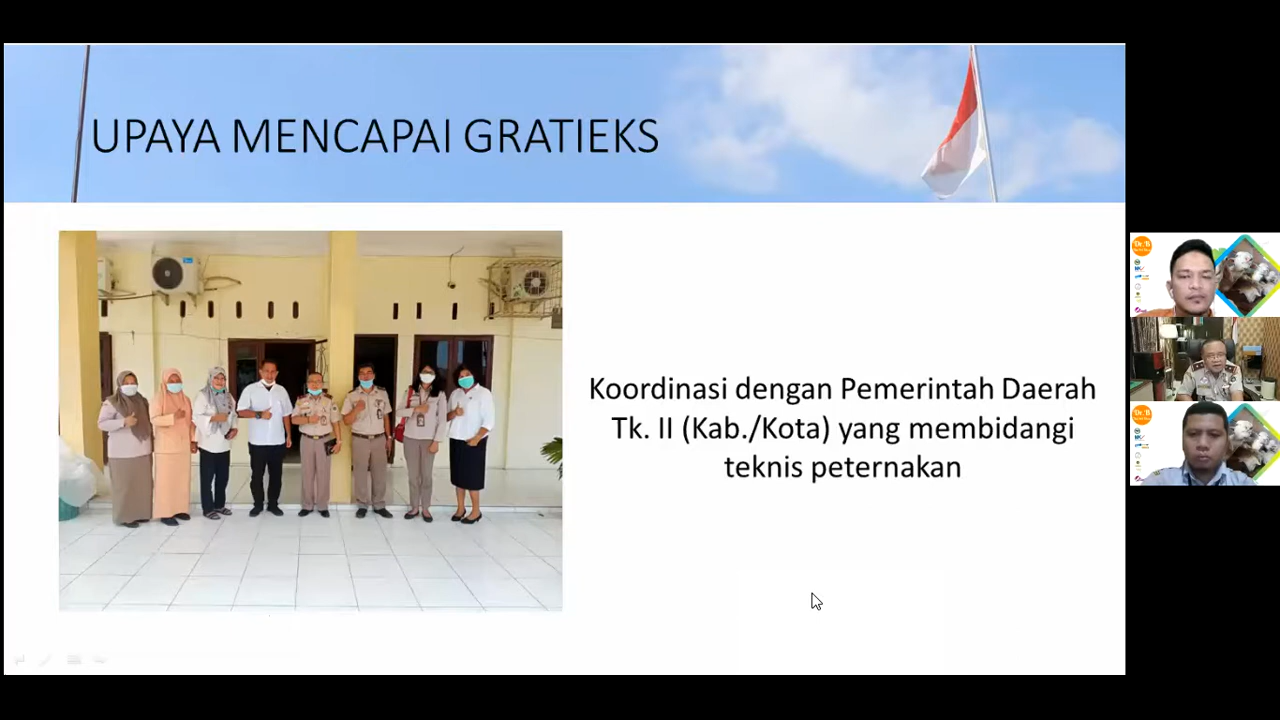 UPAYA MENCAPAI GRATIEKS
Koordinasi dengan Pemerintah Daerah
Tk. II (Kab./Kota) yang membidangi
teknis peternakan